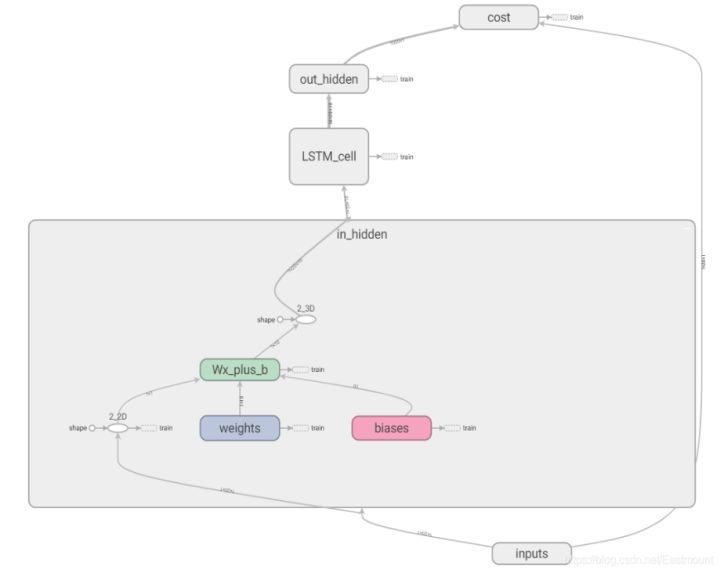 cost
train
out_hidden
train
LSTM_cell
train
in_hidden
2_3D
shape
Wx_plus_b
train
2_2D
shape
train
weights
train
biases
train
inputs
https://blog.csdn.net/Eastmount